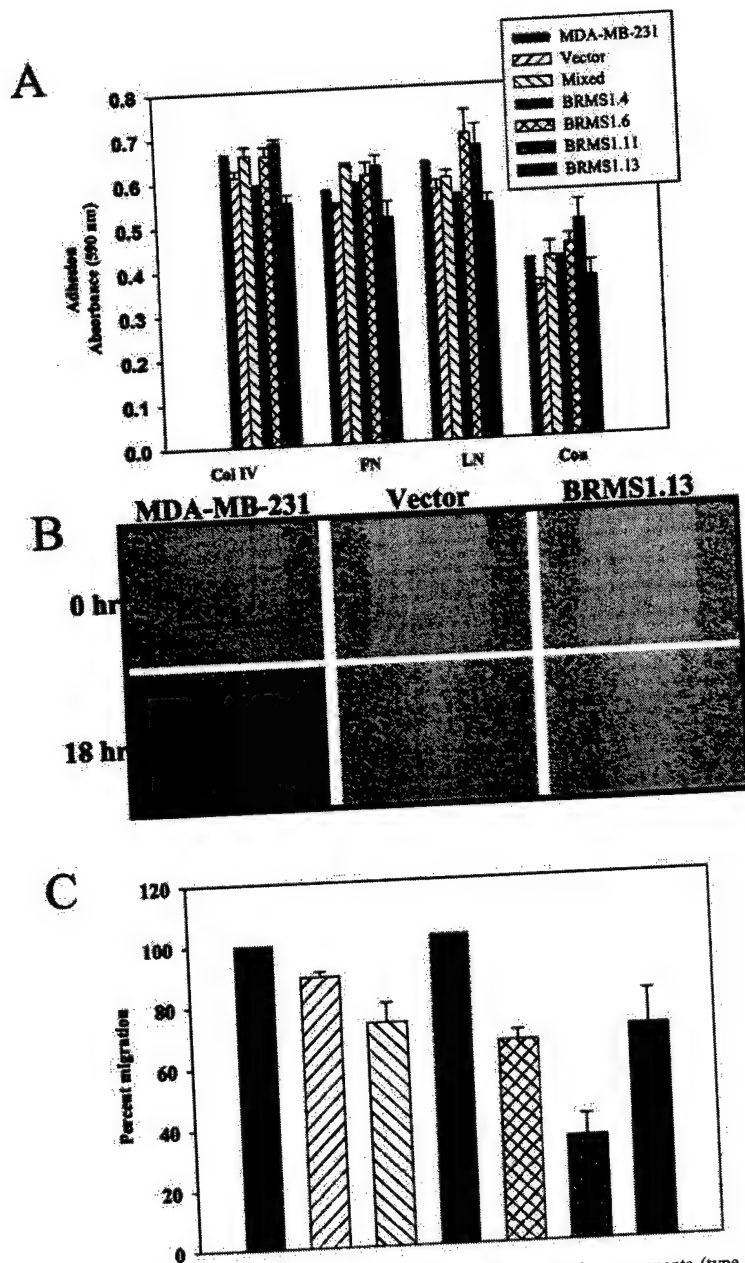 A
MDA-MB-231
Vector
Mixed
BRMS1.4
BRMS1.6
BRMS1.11
BRMS1.13
0.8
0.7
0.6
0.5
0.4
0.3
0.2
0.1
0.0
Adhesion
Absorbance (590 nm)
Col IV
FN
LN
Con
B
MDA-MB-231
Vector
BRMS1.13
0 hr
18 hr
C
120
100
80
60
40
20
0
Percent migration
(type